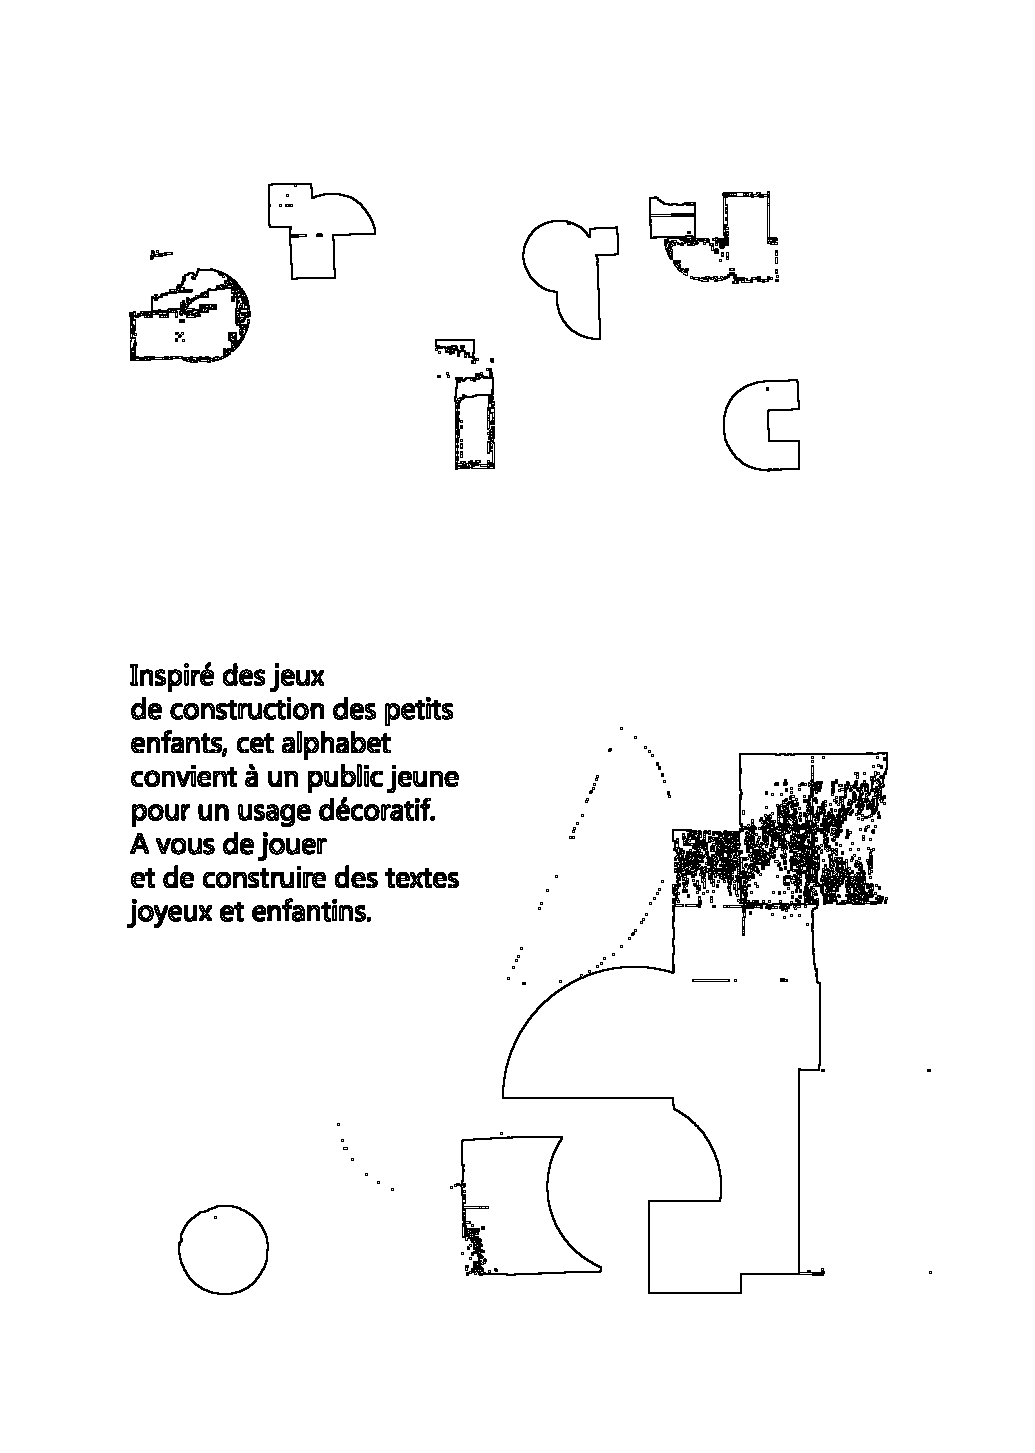 Inspiré des jeux
de construction des petits
enfants, cet alphabet
convient à un public jeune
pour un usage décoratif.
A vous de jouer
et de construire des textes
joyeux et enfantins.